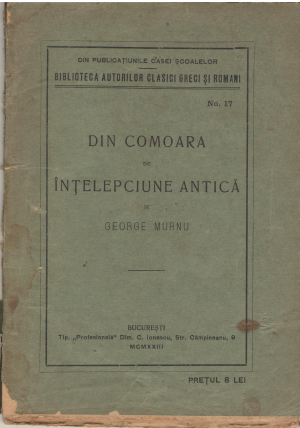 DIN PUBLICAȚIUNILE CASEI ȘCOALELOR
BIBLIOTECA AUTORILOR CLASICI GRECI ȘI ROMANI
No. 17
DIN COMOARA
DE
ÎNȚELEPCIUNE ANTICĂ
DE
GEORGE MURNU
BUCUREȘTI
Tip. „Profesionala" Dim. C. Ionescu, Str. Câmpineanu, 9
MCMXXIII
PREȚUL 8 LEI